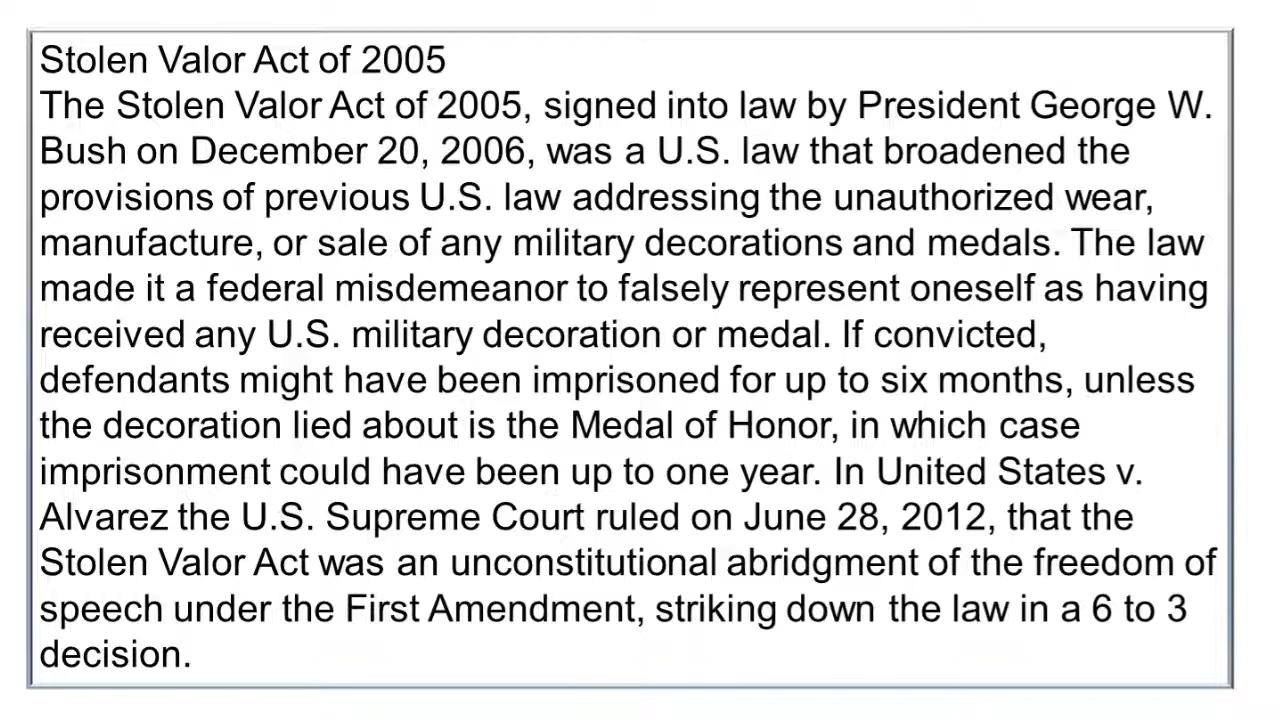 Stolen Valor Act of 2005
The Stolen Valor Act of 2005, signed into law by President George W.
Bush on December 20, 2006, was a U.S. law that broadened the
provisions of previous U.S. law addressing the unauthorized wear,
manufacture, or sale of any military decorations and medals. The law
made it a federal misdemeanor to falsely represent oneself as having
received any U.S. military decoration or medal. If convicted,
defendants might have been imprisoned for up to six months, unless
the decoration lied about is the Medal of Honor, in which case
imprisonment could have been up to one year. In United States v.
Alvarez the U.S. Supreme Court ruled on June 28, 2012, that the
Stolen Valor Act was an unconstitutional abridgment of the freedom of
speech under the First Amendment, striking down the law in a 6 to 3
decision.